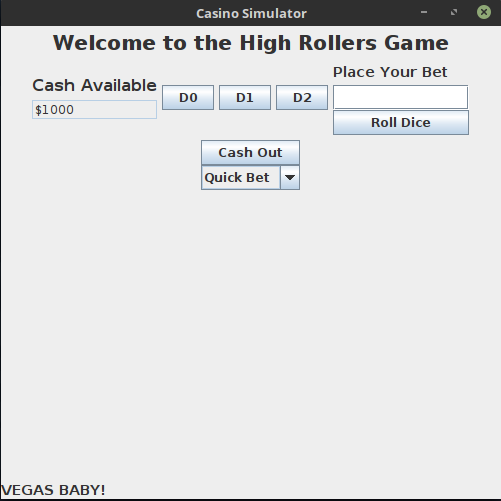 Casino Simulator
Welcome to the High Rollers Game
Cash Available
$1000
D0
D1
D2
Place Your Bet
Roll Dice
Cash Out
Quick Bet
VEGAS BABY!